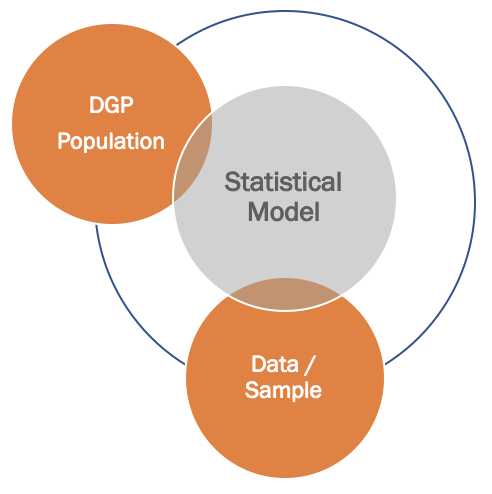 DGP
Population
Statistical
Model
Data /
Sample